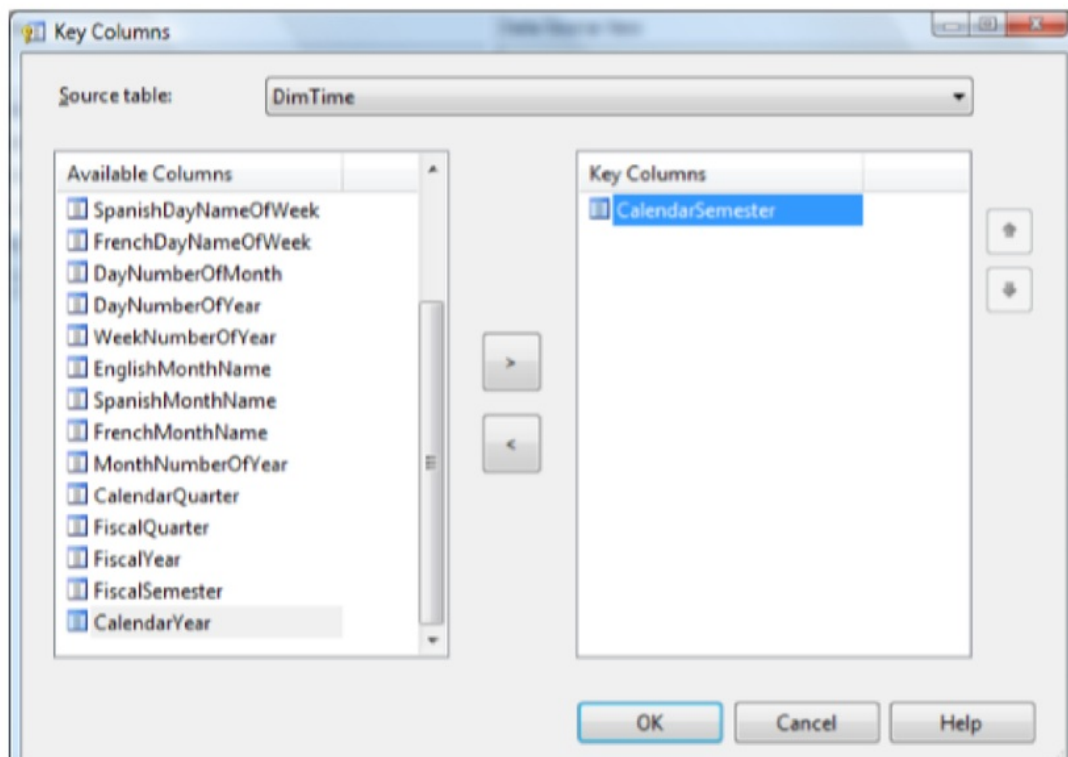 Key Columns
Source table:
DimTime
Available Columns
SpanishDayNameOfWeek
FrenchDayNameOfWeek
DayNumberOfMonth
DayNumberOfYear
WeekNumberOfYear
EnglishMonthName
SpanishMonthName
FrenchMonthName
MonthNumberOfYear
CalendarQuarter
FiscalQuarter
FiscalYear
FiscalSemester
CalendarYear
>
<
Key Columns
CalendarSemester
OK
Cancel
Help